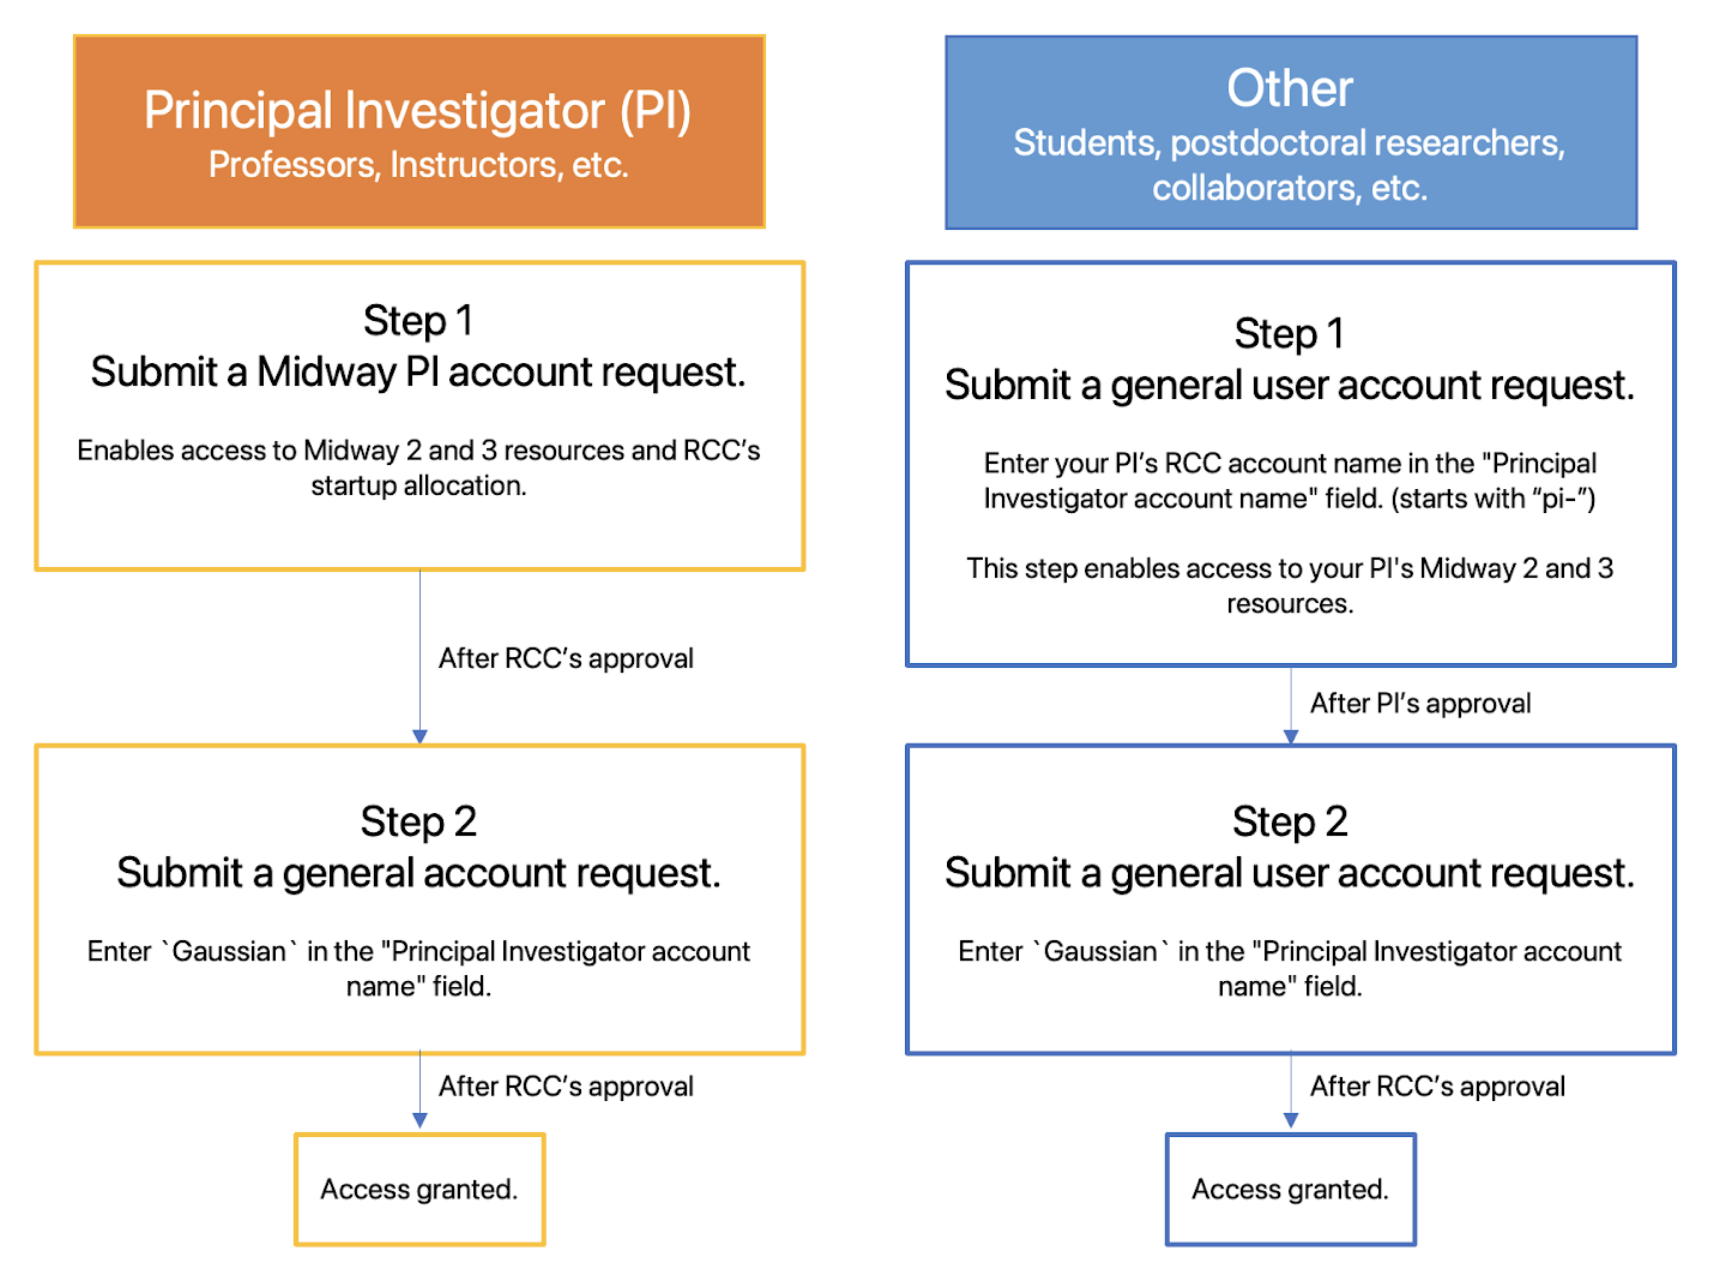 Principal Investigator (PI)
Professors, Instructors, etc.
Step 1
Submit a Midway PI account request.
Enables access to Midway 2 and 3 resources and RCC’s
startup allocation.
After RCC’s approval
Step 2
Submit a general account request.
Enter `Gaussian` in the "Principal Investigator account
name" field.
After RCC’s approval
Access granted.
Other
Students, postdoctoral researchers,
collaborators, etc.
Step 1
Submit a general user account request.
Enter your PI’s RCC account name in the "Principal
Investigator account name" field. (starts with “pi-”)
This step enables access to your PI's Midway 2 and 3
resources.
After PI’s approval
Step 2
Submit a general user account request.
Enter `Gaussian` in the "Principal Investigator account
name" field.
After RCC’s approval
Access granted.